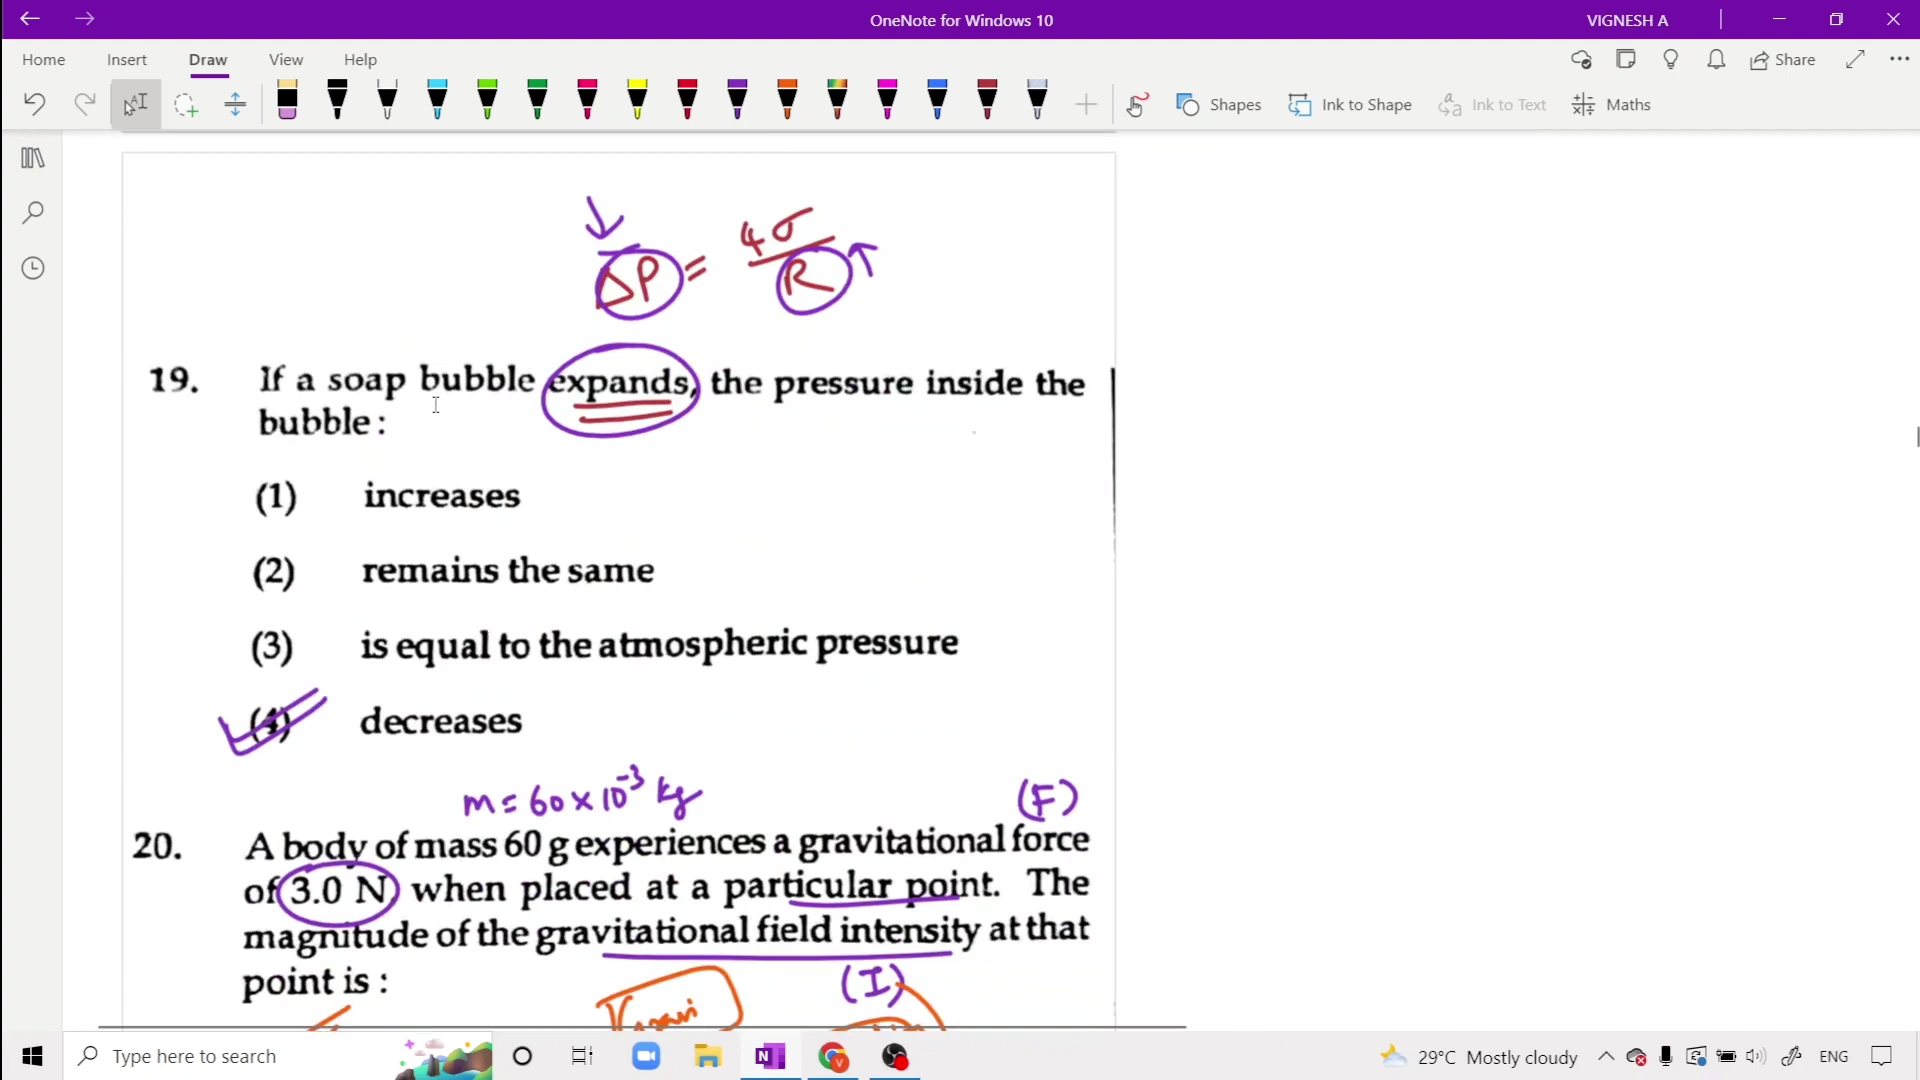 OneNote for Windows 10
VIGNESH A
Home Insert Draw View Help
Share
Shapes Ink to Shape Ink to Text Maths
ΔP = 4σ/R
19. If a soap bubble expands, the pressure inside the
bubble :
(1) increases
(2) remains the same
(3) is equal to the atmospheric pressure
(4) decreases
m = 60 × 10⁻³ kg (F)
20. A body of mass 60 g experiences a gravitational force
of 3.0 N, when placed at a particular point. The
magnitude of the gravitational field intensity at that
point is :
(I)
Type here to search
29°C Mostly cloudy
ENG